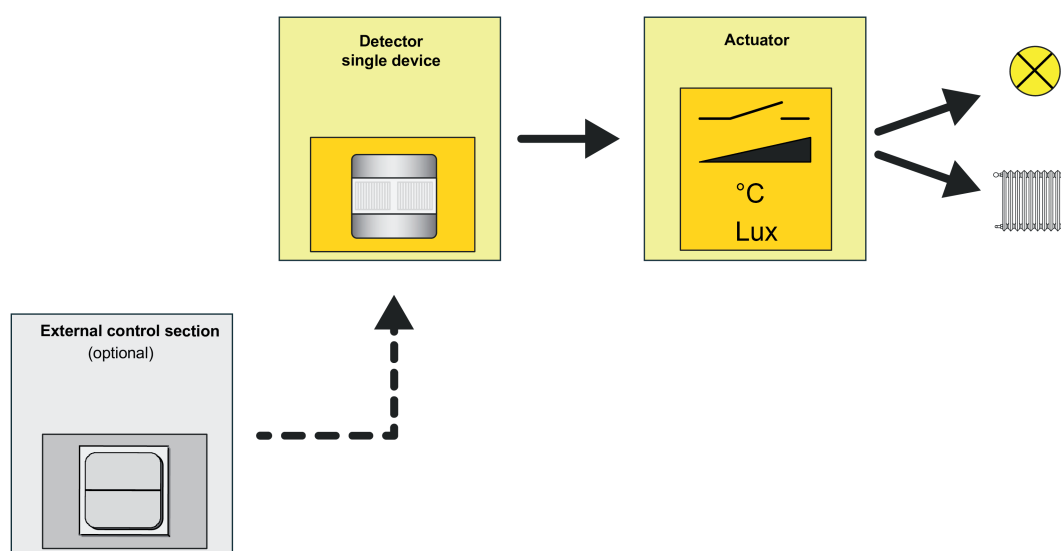 Detector
single device
Actuator
°C
Lux
External control section
(optional)